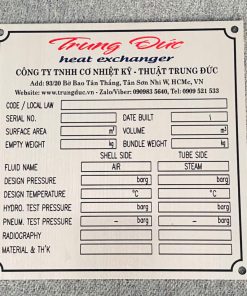 Trung Đức
heat exchanger
CÔNG TY TNHH CƠ NHIỆT KỸ - THUẬT TRUNG ĐỨC
Add: 93/20 Bờ Bao Tân Thắng, Tân Sơn Nhì W, HCMc, VN
Website: www.trungduc.vn - Zalo/Viber: 090983 5640, Tel: 0909 521 533
CODE / LOCAL LAW
SERIAL NO. DATE BUILT /
SURFACE AREA m² VOLUME m³
EMPTY WEIGHT kg BUNDLE WEIGHT kg
SHELL SIDE TUBE SIDE
FLUID NAME AIR STEAM
DESIGN PRESSURE barg barg
DESIGN TEMPERATURE °C °C
HYDRO. TEST PRESSURE barg barg
PNEUM. TEST PRESSURE - barg - barg
RADIOGRAPHY
MATERIAL & TH'K